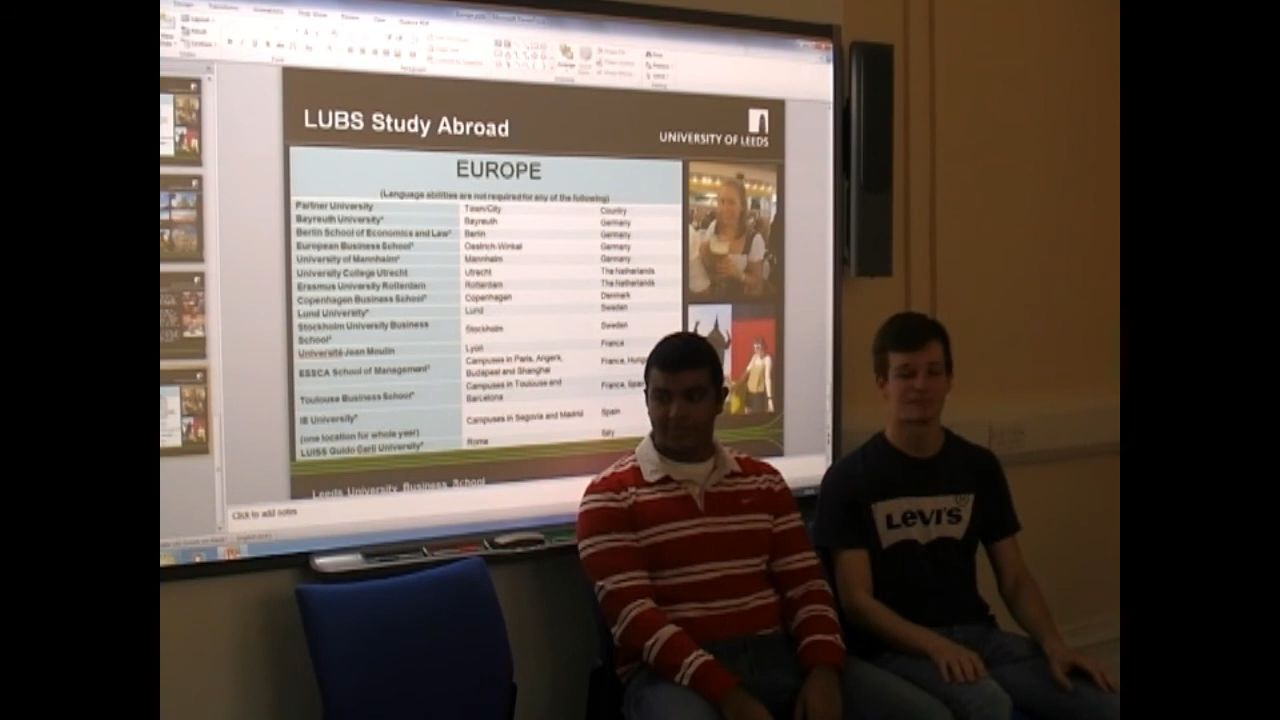 LUBS Study Abroad
UNIVERSITY OF LEEDS
EUROPE
(Language abilities are not required for any of the following)
Partner University Town/City Country
Bayreuth University* Bayreuth Germany
Berlin School of Economics and Law* Berlin Germany
European Business School* Oestrich-Winkel Germany
University of Mannheim* Mannheim Germany
University College Utrecht Utrecht The Netherlands
Erasmus University Rotterdam Rotterdam The Netherlands
Copenhagen Business School* Copenhagen Denmark
Lund University* Lund Sweden
Stockholm University Business Stockholm Sweden
School*
Université Jean Moulin Lyon France
ESSCA School of Management* Campuses in Paris, Angers, France,
Budapest and Shanghai
Toulouse Business School* Campuses in Toulouse and France,
Barcelona
IE University* Campuses in Segovia and Madrid Spain
(one location for whole year)
LUISS Guido Carli University* Roma Italy
Leeds University Business School
Click to add notes
Levi's